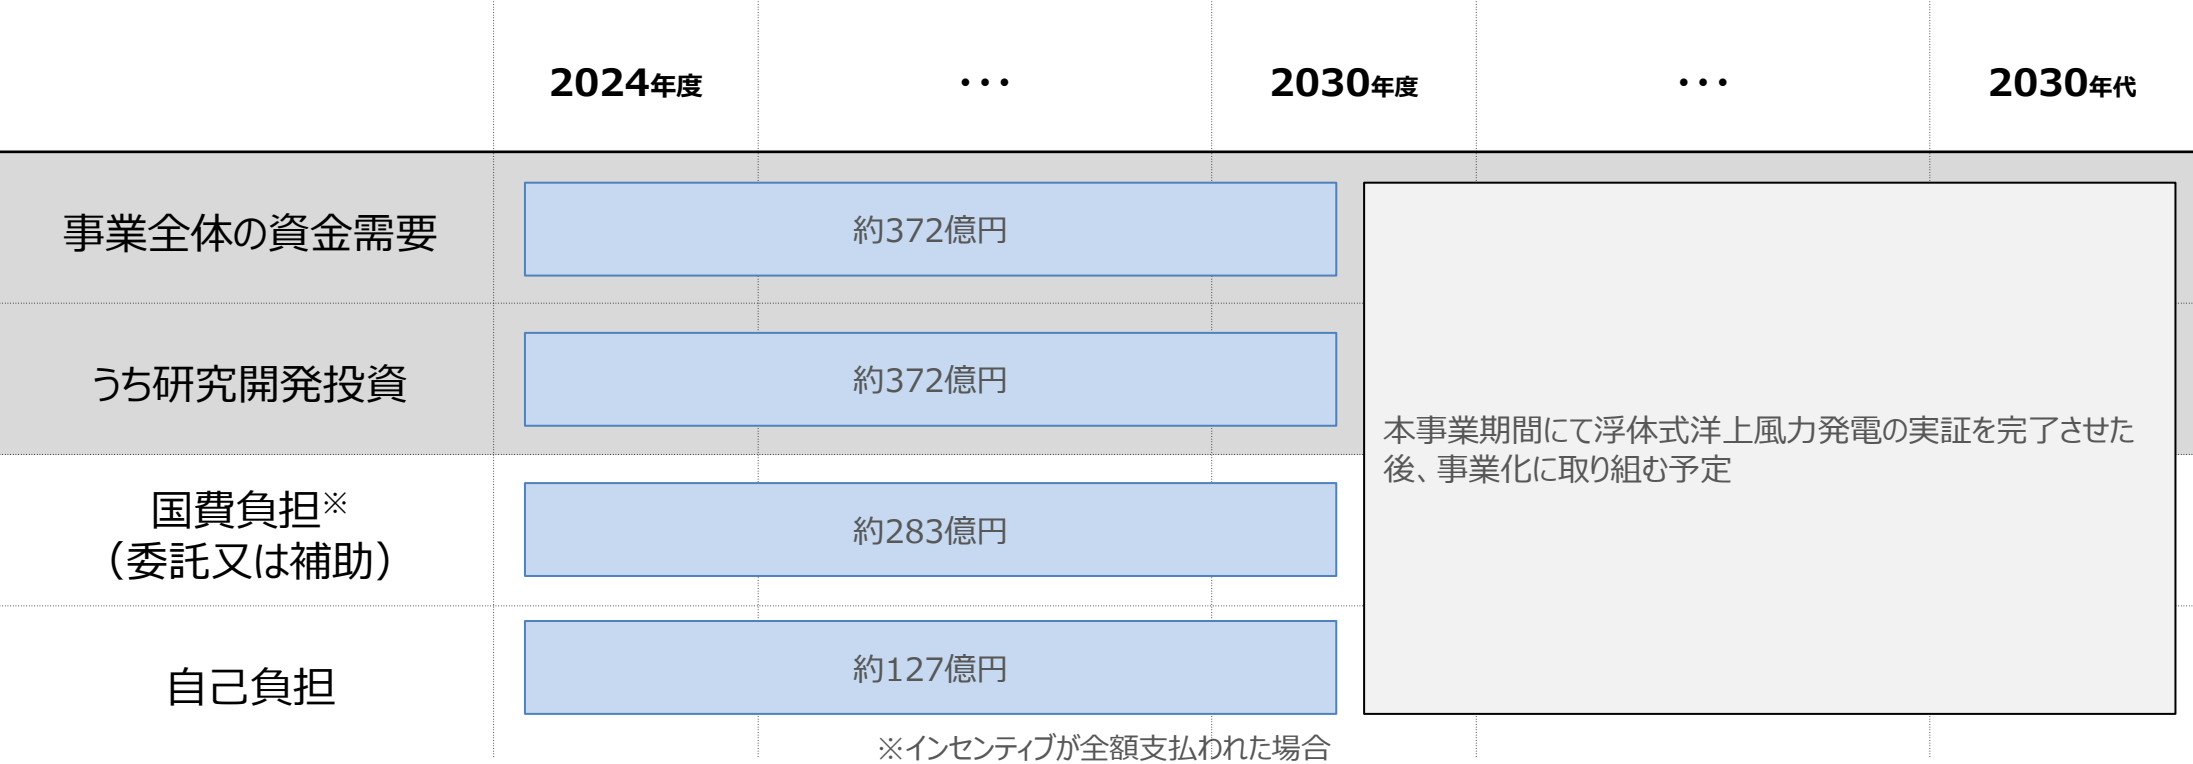 2024年度
・・・
2030年度
・・・
2030年代
事業全体の資金需要
約372億円
うち研究開発投資
約372億円
国費負担※
（委託又は補助）
約283億円
自己負担
約127億円
本事業期間にて浮体式洋上風力発電の実証を完了させた
後、事業化に取り組む予定
※インセンティブが全額支払われた場合